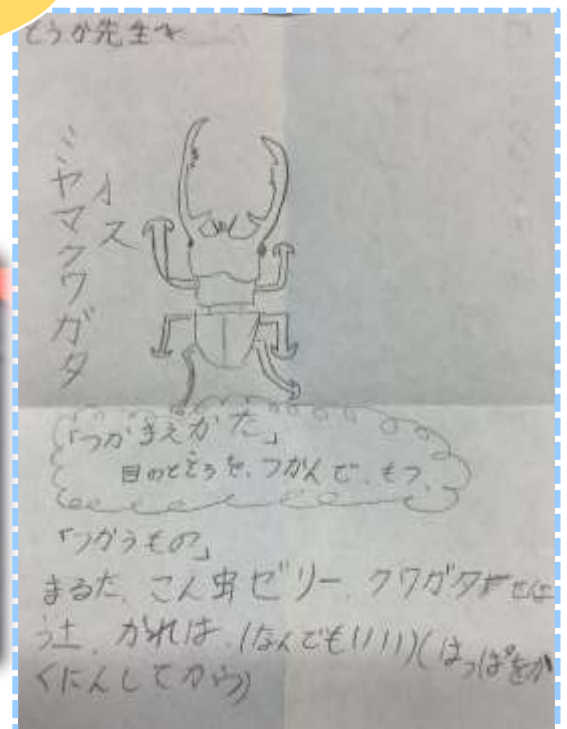 とうか先生へ
ミヤマクワガタ
オス
「つかまえかた」
目のところを、つかんで、もつ、
「つかうもの」
まるた、こん虫ゼリー、クワガタ
う土、かれは、(なんでもいい)(はっぱをか
くにんしてから)